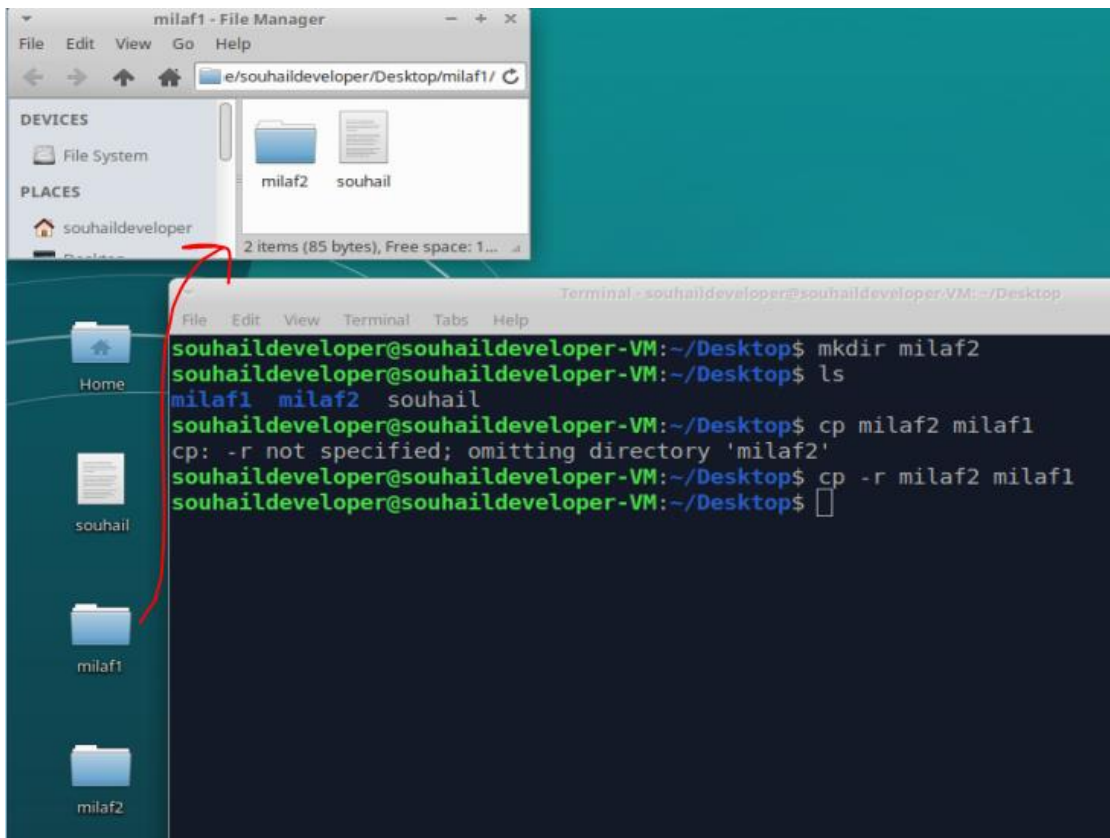 milaf1 - File Manager
File Edit View Go Help
e/souhaildeveloper/Desktop/milaf1/
DEVICES
File System
PLACES
souhaildeveloper
Desktop
milaf2 souhail
2 items (85 bytes), Free space: 1...
Terminal - souhaildeveloper@souhaildeveloper-VM: ~/Desktop
File Edit View Terminal Tabs Help
souhaildeveloper@souhaildeveloper-VM:~/Desktop$ mkdir milaf2
souhaildeveloper@souhaildeveloper-VM:~/Desktop$ ls
milaf1 milaf2 souhail
souhaildeveloper@souhaildeveloper-VM:~/Desktop$ cp milaf2 milaf1
cp: -r not specified; omitting directory 'milaf2'
souhaildeveloper@souhaildeveloper-VM:~/Desktop$ cp -r milaf2 milaf1
souhaildeveloper@souhaildeveloper-VM:~/Desktop$
Home
souhail
milaf1
milaf2